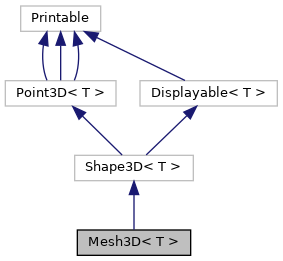 Printable
Point3D< T >
Displayable< T >
Shape3D< T >
Mesh3D< T >